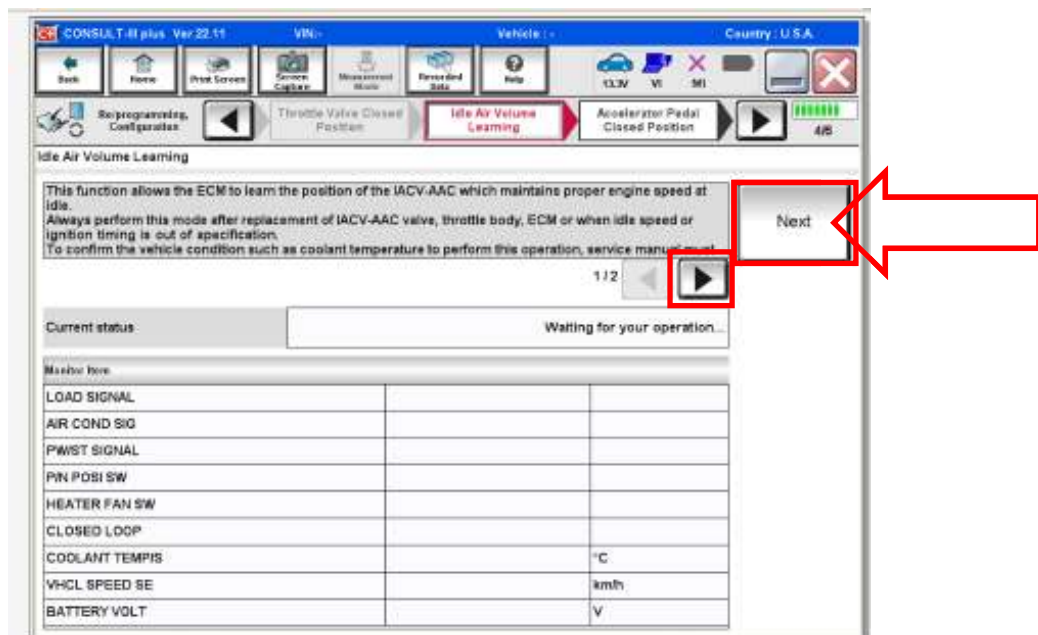 CONSULT-III plus Ver 22.11 VIN:- Vehicle : - Country : U.S.A.
Back Home Print Screen Screen Capture Measurement Mode Recorded Data Help 13.3V VI MI
Re/programming, Configuration Throttle Valve Closed Position Idle Air Volume Learning Accelerator Pedal Closed Position 4/6
Idle Air Volume Learning
This function allows the ECM to learn the position of the IACV-AAC which maintains proper engine speed at
idle.
Always perform this mode after replacement of IACV-AAC valve, throttle body, ECM or when idle speed or
ignition timing is out of specification.
To confirm the vehicle condition such as coolant temperature to perform this operation, service manual must
Next
1/2
Current status Waiting for your operation...
Monitor Item
LOAD SIGNAL
AIR COND SIG
PW/ST SIGNAL
P/N POSI SW
HEATER FAN SW
CLOSED LOOP
COOLANT TEMP/S °C
VHCL SPEED SE km/h
BATTERY VOLT V